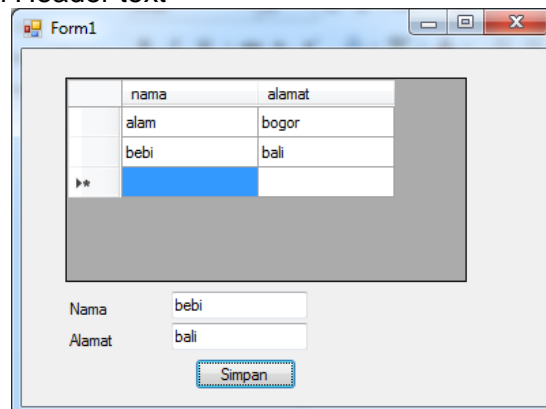 Header text
Form1
nama alamat
alam bogor
bebi bali
Nama bebi
Alamat bali
Simpan